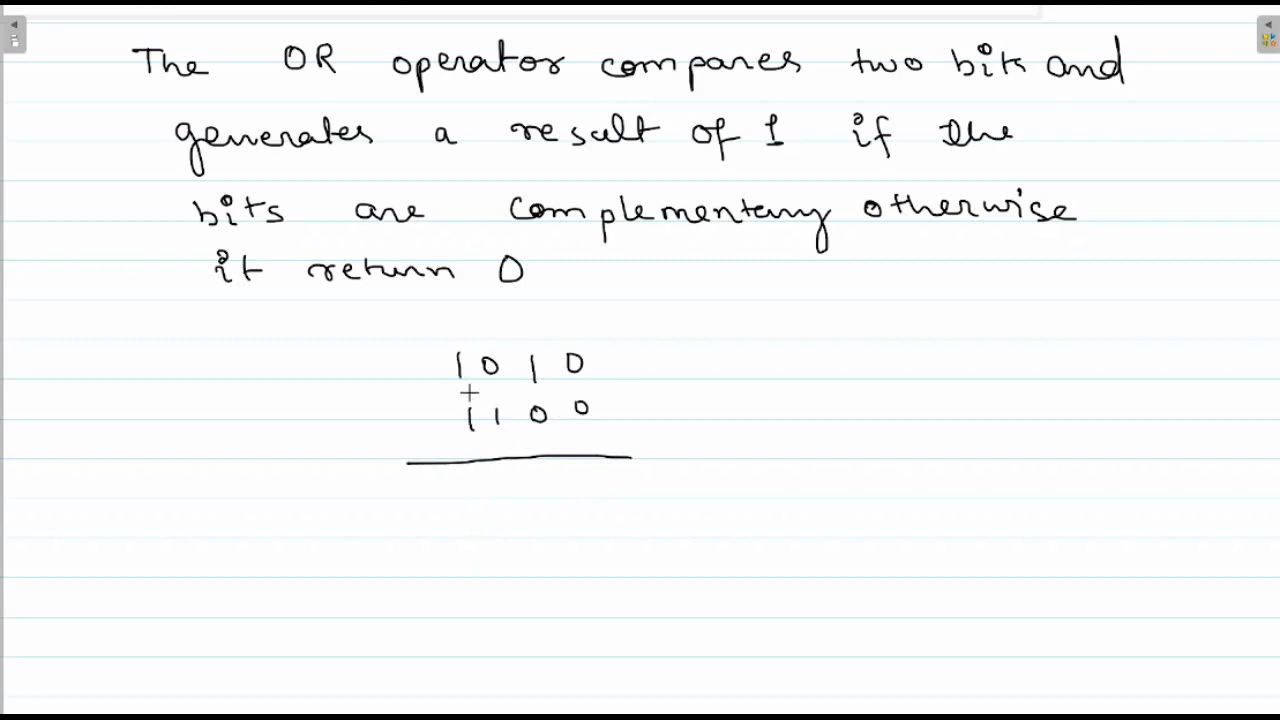 The OR operator compares two bits and
generates a result of 1 if the
bits are complementary otherwise
it return 0
1 0 1 0
+
1 1 0 0